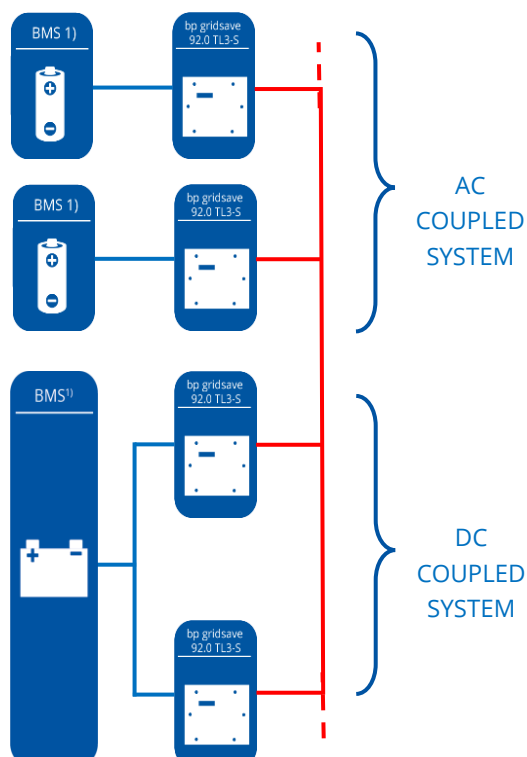 BMS 1)
bp gridsave
92.0 TL3-S
BMS 1)
bp gridsave
92.0 TL3-S
AC
COUPLED
SYSTEM
BMS¹⁾
bp gridsave
92.0 TL3-S
bp gridsave
92.0 TL3-S
DC
COUPLED
SYSTEM